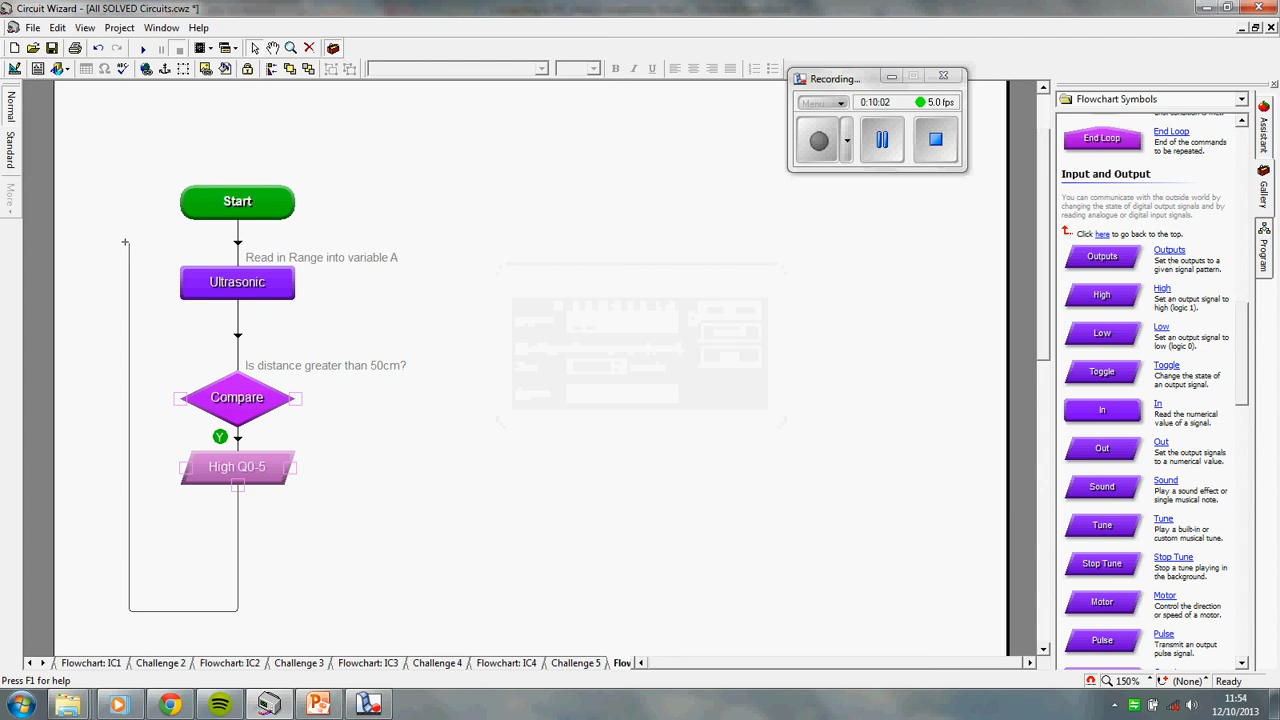 Circuit Wizard - [All SOLVED Circuits.cwz *]
File Edit View Project Window Help
Normal
Standard
More
Recording...
Menu
0:10:02
5.0 fps
Start
Read in Range into variable A
Ultrasonic
Is distance greater than 50cm?
Compare
Y
High Q0-5
Flowchart Symbols
End Loop
End Loop
End of the commands
to be repeated.
Input and Output
You can communicate with the outside world by
changing the state of digital output signals and by
reading analogue or digital input signals.
Click here to go back to the top.
Outputs
Outputs
Set the outputs to a
given signal pattern.
High
High
Set an output signal to
high (logic 1).
Low
Low
Set an output signal to
low (logic 0).
Toggle
Toggle
Change the state of
an output signal.
In
In
Read the numerical
value of a signal.
Out
Out
Set the output signals
to a numerical value.
Sound
Sound
Play a sound effect or
single musical note.
Tune
Tune
Play a built-in or
custom musical tune.
Stop Tune
Stop Tune
Stop a tune playing in
the background.
Motor
Motor
Control the direction
or speed of a motor.
Pulse
Pulse
Transmit an output
pulse signal.
Assistant
Gallery
Program
Flowchart: IC1 Challenge 2 Flowchart: IC2 Challenge 3 Flowchart: IC3 Challenge 4 Flowchart: IC4 Challenge 5 Flow
Press F1 for help
150% (None) Ready
11:54
12/10/2013